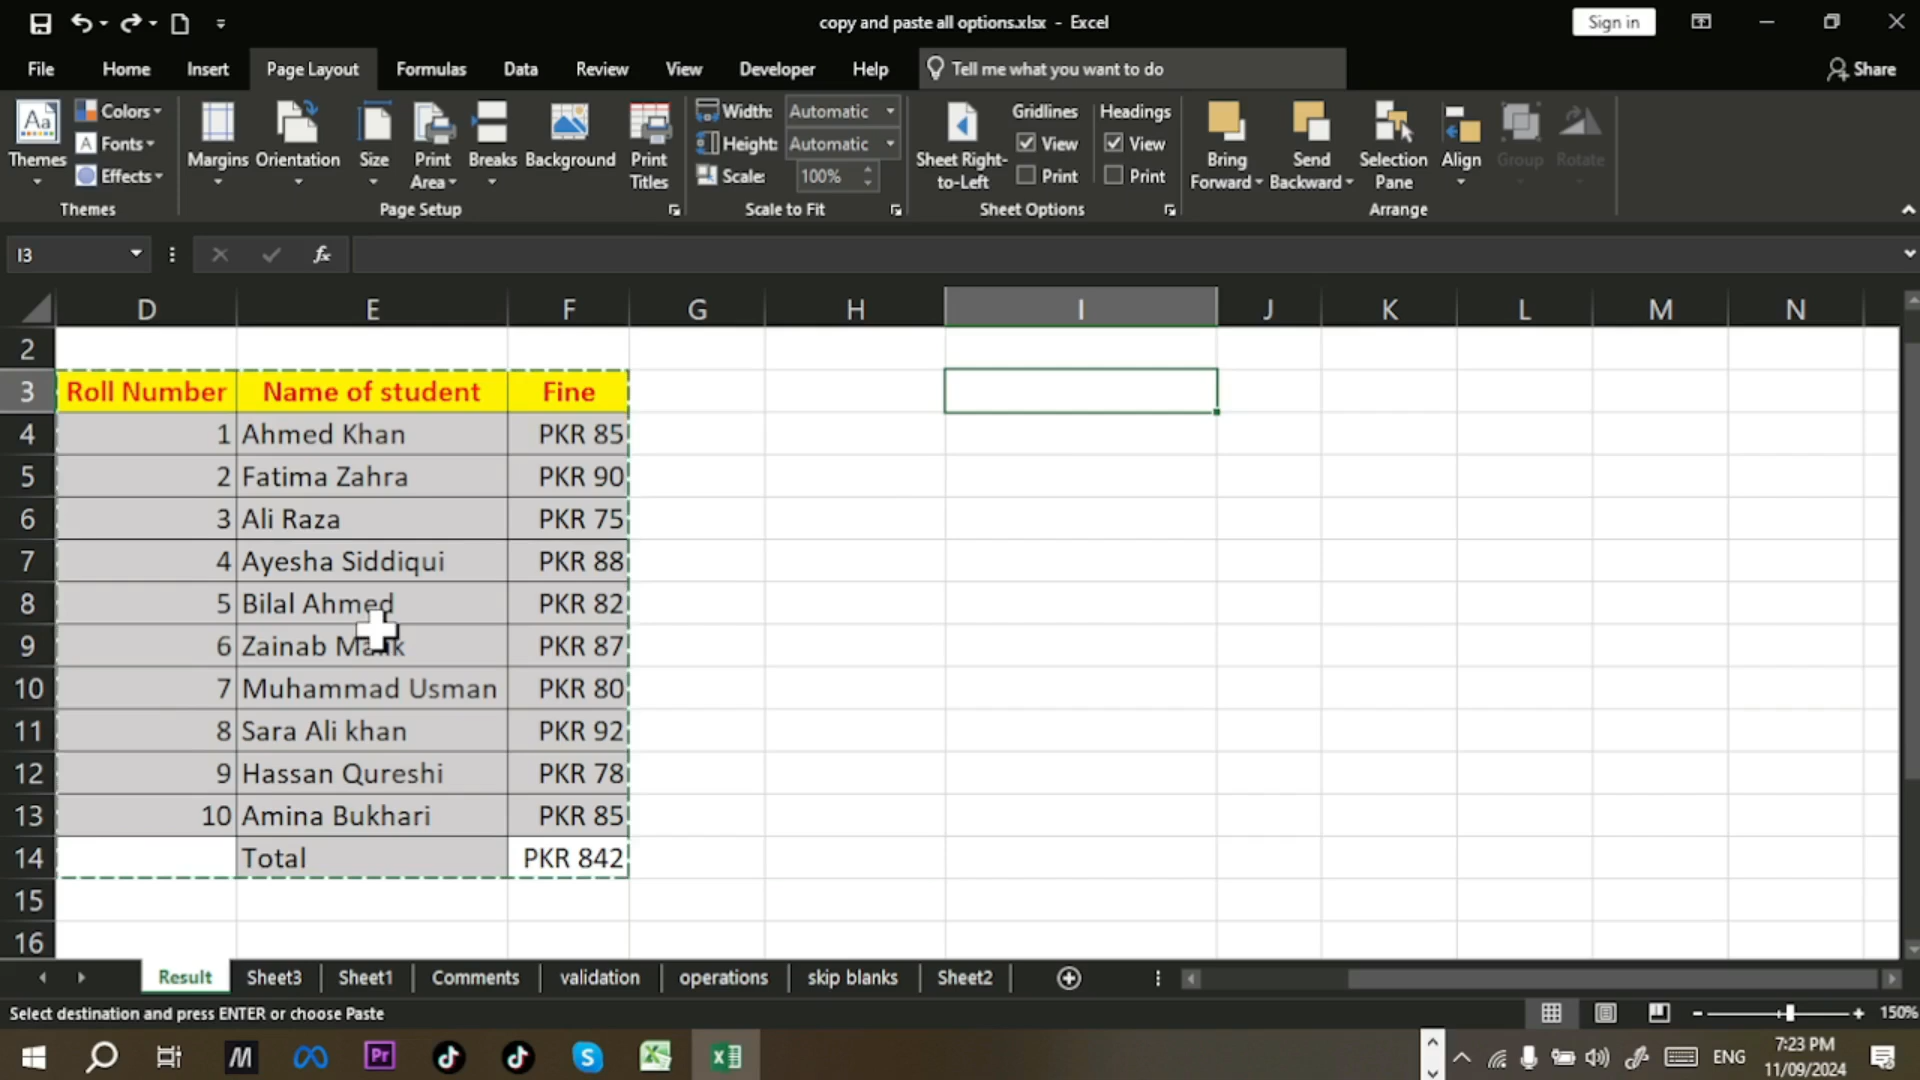 copy and paste all options.xlsx - Excel
Sign in
File Home Insert Page Layout Formulas Data Review View Developer Help Tell me what you want to do Share
Aa
Themes
Colors
Fonts
Effects
Themes
Margins
Orientation
Size
Print
Area
Breaks
Background
Print
Titles
Page Setup
Width: Automatic
Height: Automatic
Scale: 100%
Scale to Fit
Sheet Right-
to-Left
Gridlines
View
Print
Headings
View
Print
Sheet Options
Bring
Forward
Send
Backward
Selection
Pane
Align
Group
Rotate
Arrange
I3 fx
D E F G H I J K L M N
2
3 Roll Number Name of student Fine
4 1 Ahmed Khan PKR 85
5 2 Fatima Zahra PKR 90
6 3 Ali Raza PKR 75
7 4 Ayesha Siddiqui PKR 88
8 5 Bilal Ahmed PKR 82
9 6 Zainab Malik PKR 87
10 7 Muhammad Usman PKR 80
11 8 Sara Ali khan PKR 92
12 9 Hassan Qureshi PKR 78
13 10 Amina Bukhari PKR 85
14 Total PKR 842
15
16
Result Sheet3 Sheet1 Comments validation operations skip blanks Sheet2
Select destination and press ENTER or choose Paste 150%
Pr
ENG
7:23 PM
11/09/2024